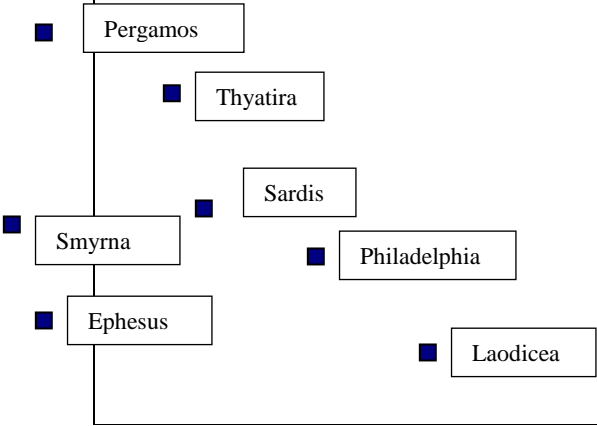 Pergamos
Thyatira
Sardis
Smyrna
Philadelphia
Ephesus
Laodicea